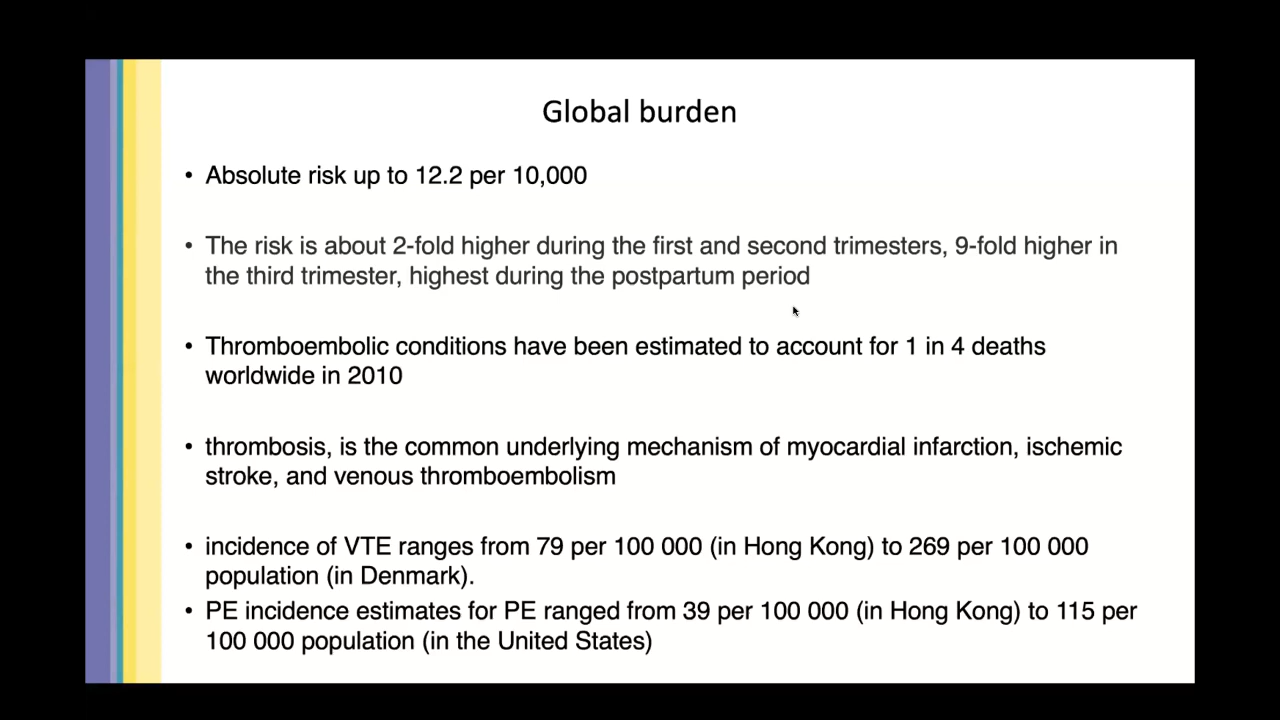 Global burden
• Absolute risk up to 12.2 per 10,000
• The risk is about 2-fold higher during the first and second trimesters, 9-fold higher in
the third trimester, highest during the postpartum period
• Thromboembolic conditions have been estimated to account for 1 in 4 deaths
worldwide in 2010
• thrombosis, is the common underlying mechanism of myocardial infarction, ischemic
stroke, and venous thromboembolism
• incidence of VTE ranges from 79 per 100 000 (in Hong Kong) to 269 per 100 000
population (in Denmark).
• PE incidence estimates for PE ranged from 39 per 100 000 (in Hong Kong) to 115 per
100 000 population (in the United States)